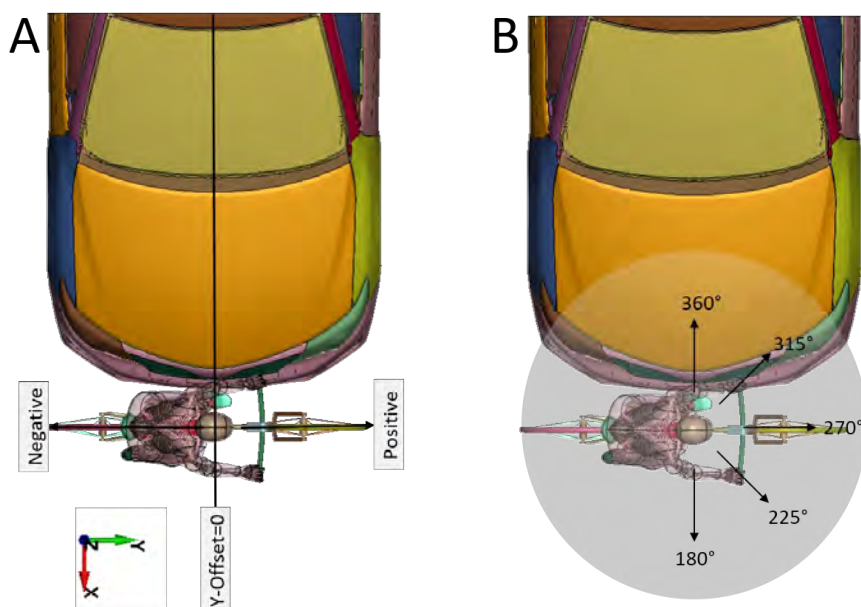 A
B
360°
315°
Negative
Positive
270°
225°
Z
Y
X
Y-Offset=0
180°